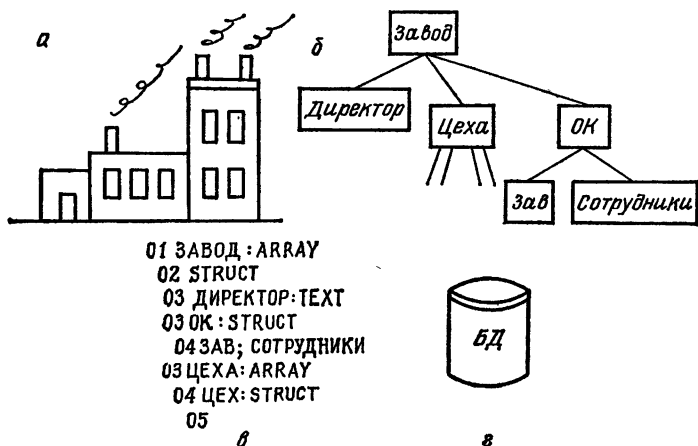 а
б
Завод
Директор
Цеха
ОК
Зав
Сотрудники
01 ЗАВОД : ARRAY
02 STRUCT
03 ДИРЕКТОР:TEXT
03 ОК : STRUCT
04 ЗАВ; СОТРУДНИКИ
03 ЦЕХА: ARRAY
04 ЦЕХ: STRUCT
05
БД
в
г